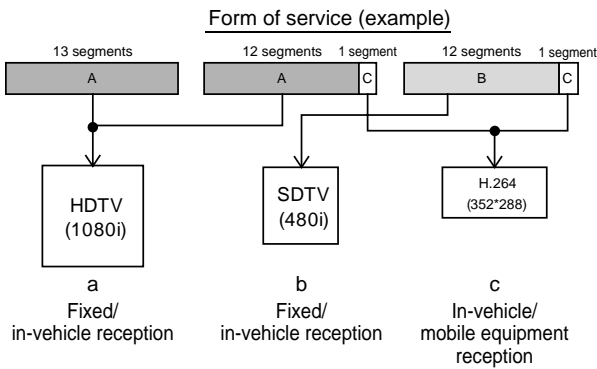 Form of service (example)
13 segments
12 segments
1 segment
12 segments
1 segment
A
A
C
B
C
HDTV
(1080i)
SDTV
(480i)
H.264
(352*288)
a
Fixed/
in-vehicle reception
b
Fixed/
in-vehicle reception
c
In-vehicle/
mobile equipment
reception